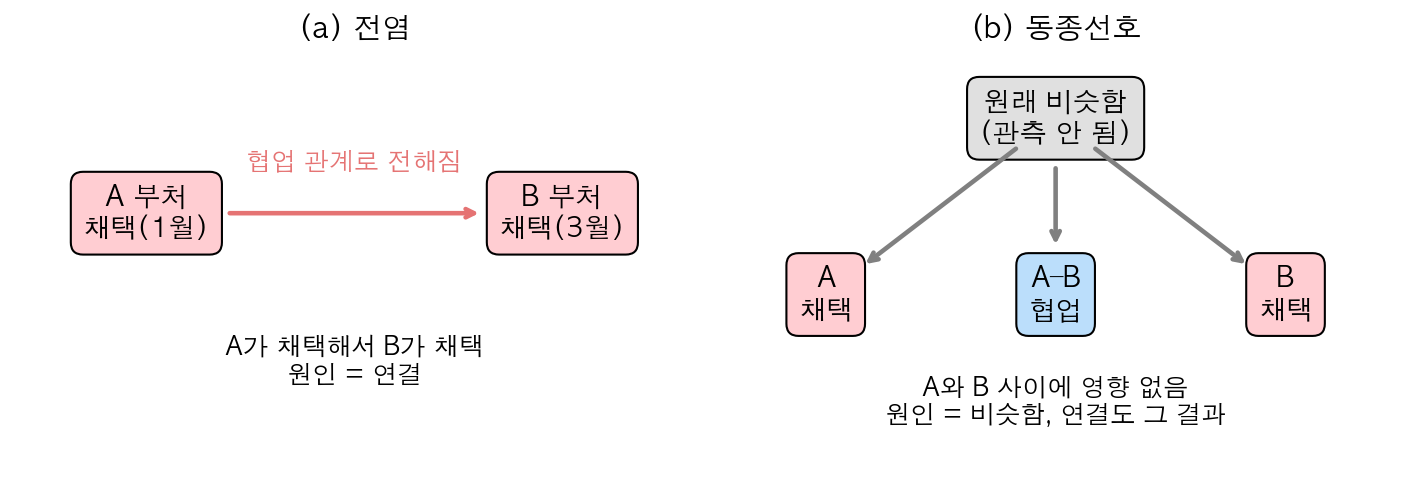 (a) 전염
협업 관계로 전해짐
A 부처
채택(1월)
B 부처
채택(3월)
A가 채택해서 B가 채택
원인 = 연결
(b) 동종선호
원래 비슷함
(관측 안 됨)
A
채택
A–B
협업
B
채택
A와 B 사이에 영향 없음
원인 = 비슷함, 연결도 그 결과